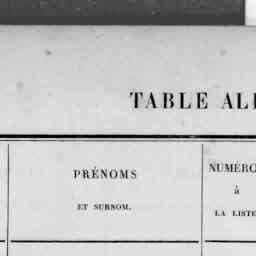 TABLE AL
PRÉNOMS
ET SURNOM.
NUMÉRO
à
LA LISTE